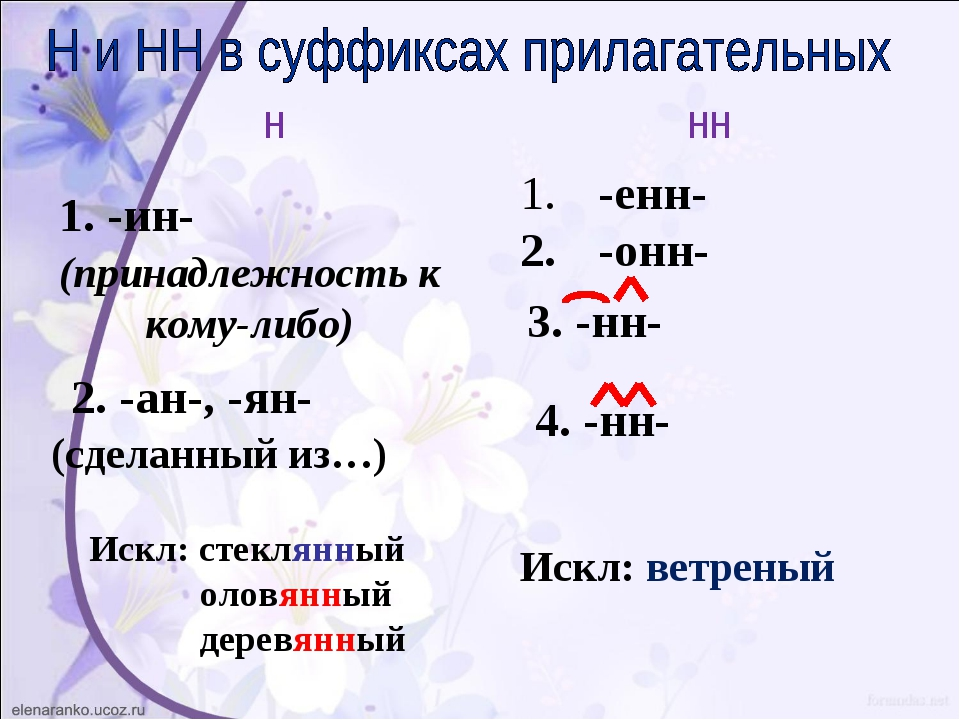 Н и НН в суффиксах прилагательных
н
1. -ин-
(принадлежность к
кому-либо)
2. -ан-, -ян-
(сделанный из…)
Искл: стеклянный
оловянный
деревянный
нн
1. -енн-
2. -онн-
3. -нн-
4. -нн-
Искл: ветреный
elenaranko.ucoz.ru